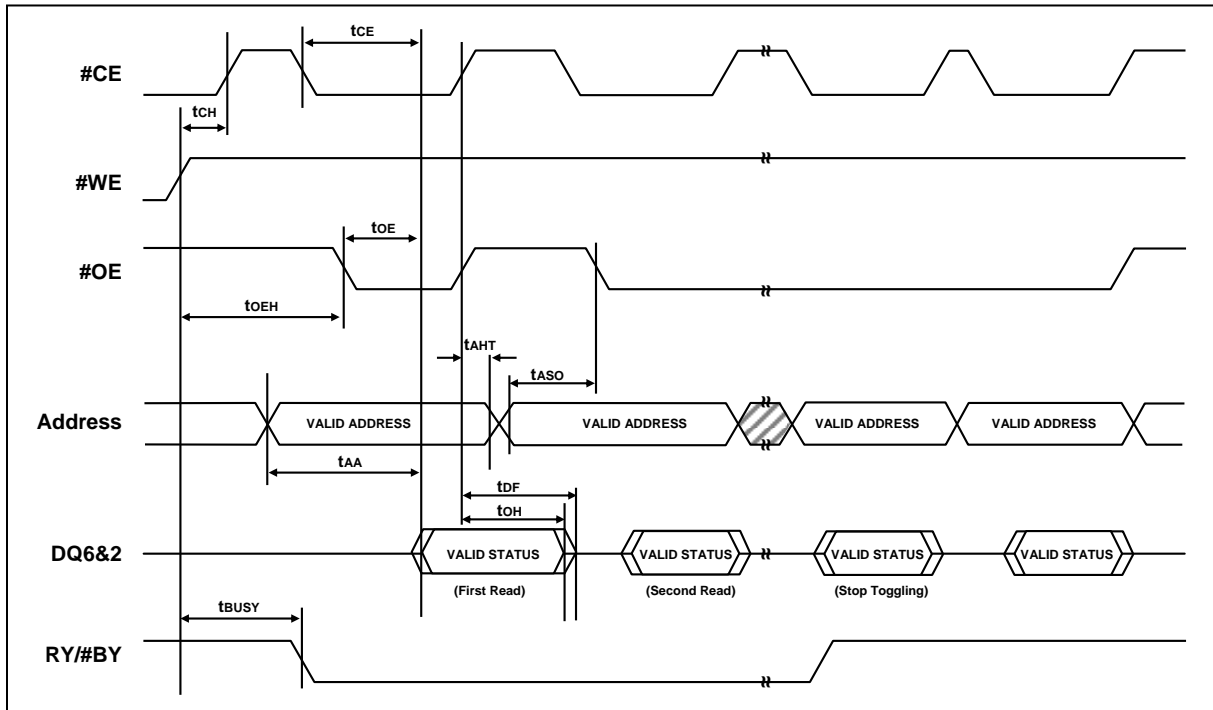 tCE
#CE
tCH
#WE
tOE
#OE
tOEH
tAHT
tASO
Address
VALID ADDRESS VALID ADDRESS VALID ADDRESS VALID ADDRESS
tAA
tDF
tOH
DQ6&2
VALID STATUS VALID STATUS VALID STATUS VALID STATUS
(First Read) (Second Read) (Stop Toggling)
tBUSY
RY/#BY